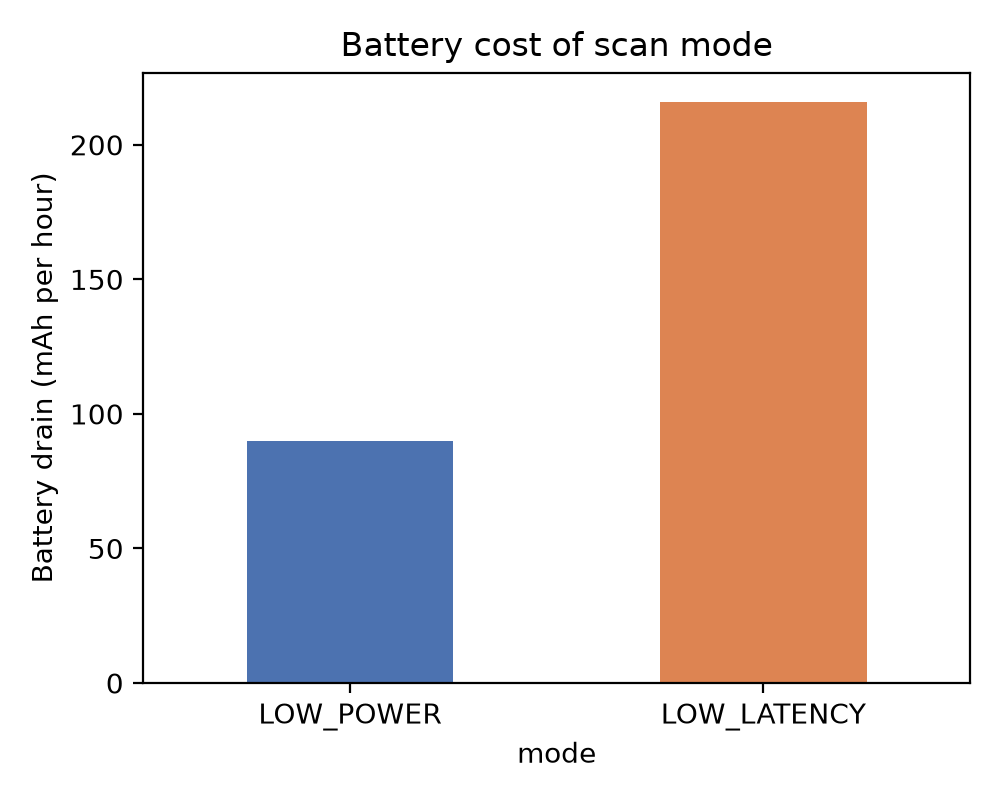 Battery cost of scan mode
Battery drain (mAh per hour)
200
150
100
50
0
LOW_POWER
LOW_LATENCY
mode